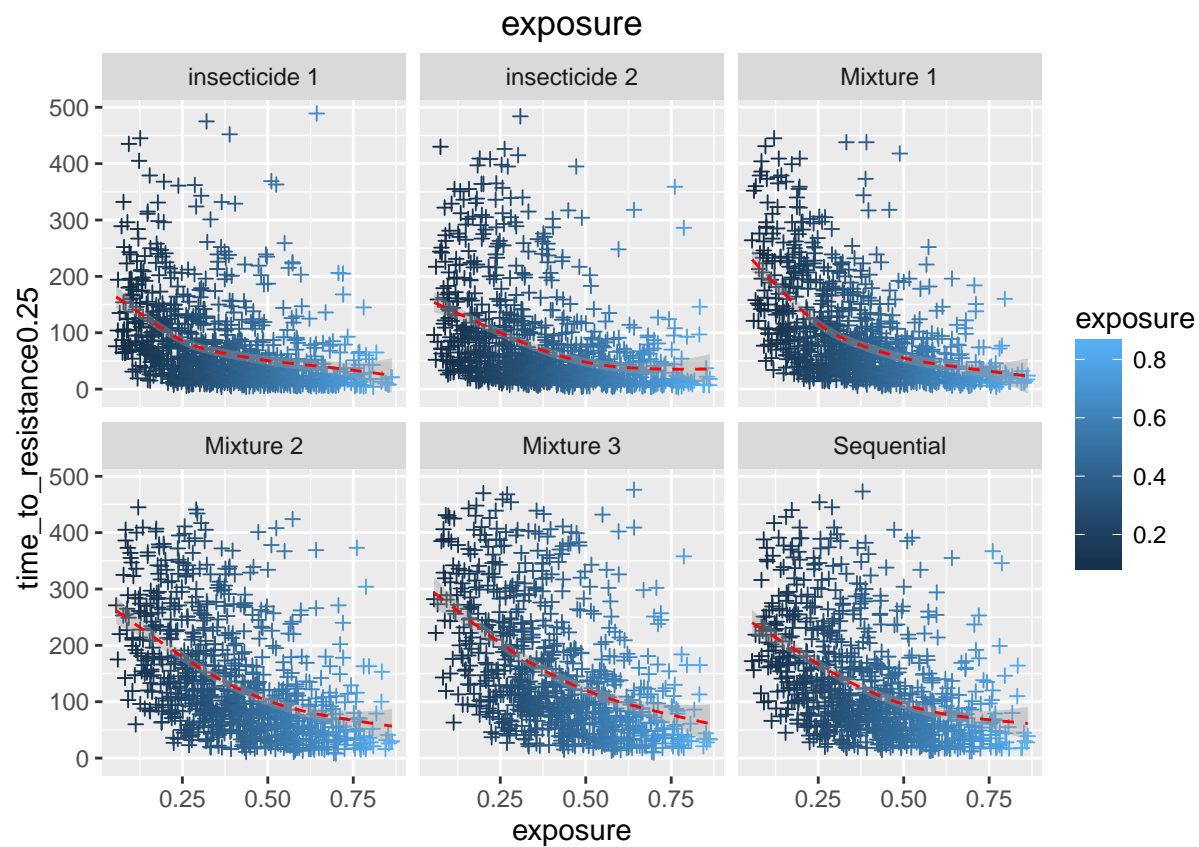 exposure
insecticide 1 insecticide 2 Mixture 1
500
400
300
200
100
0
Mixture 2 Mixture 3 Sequential
500
400
300
200
100
0
0.25 0.50 0.75 0.25 0.50 0.75 0.25 0.50 0.75
exposure
time_to_resistance0.25
exposure
0.8
0.6
0.4
0.2